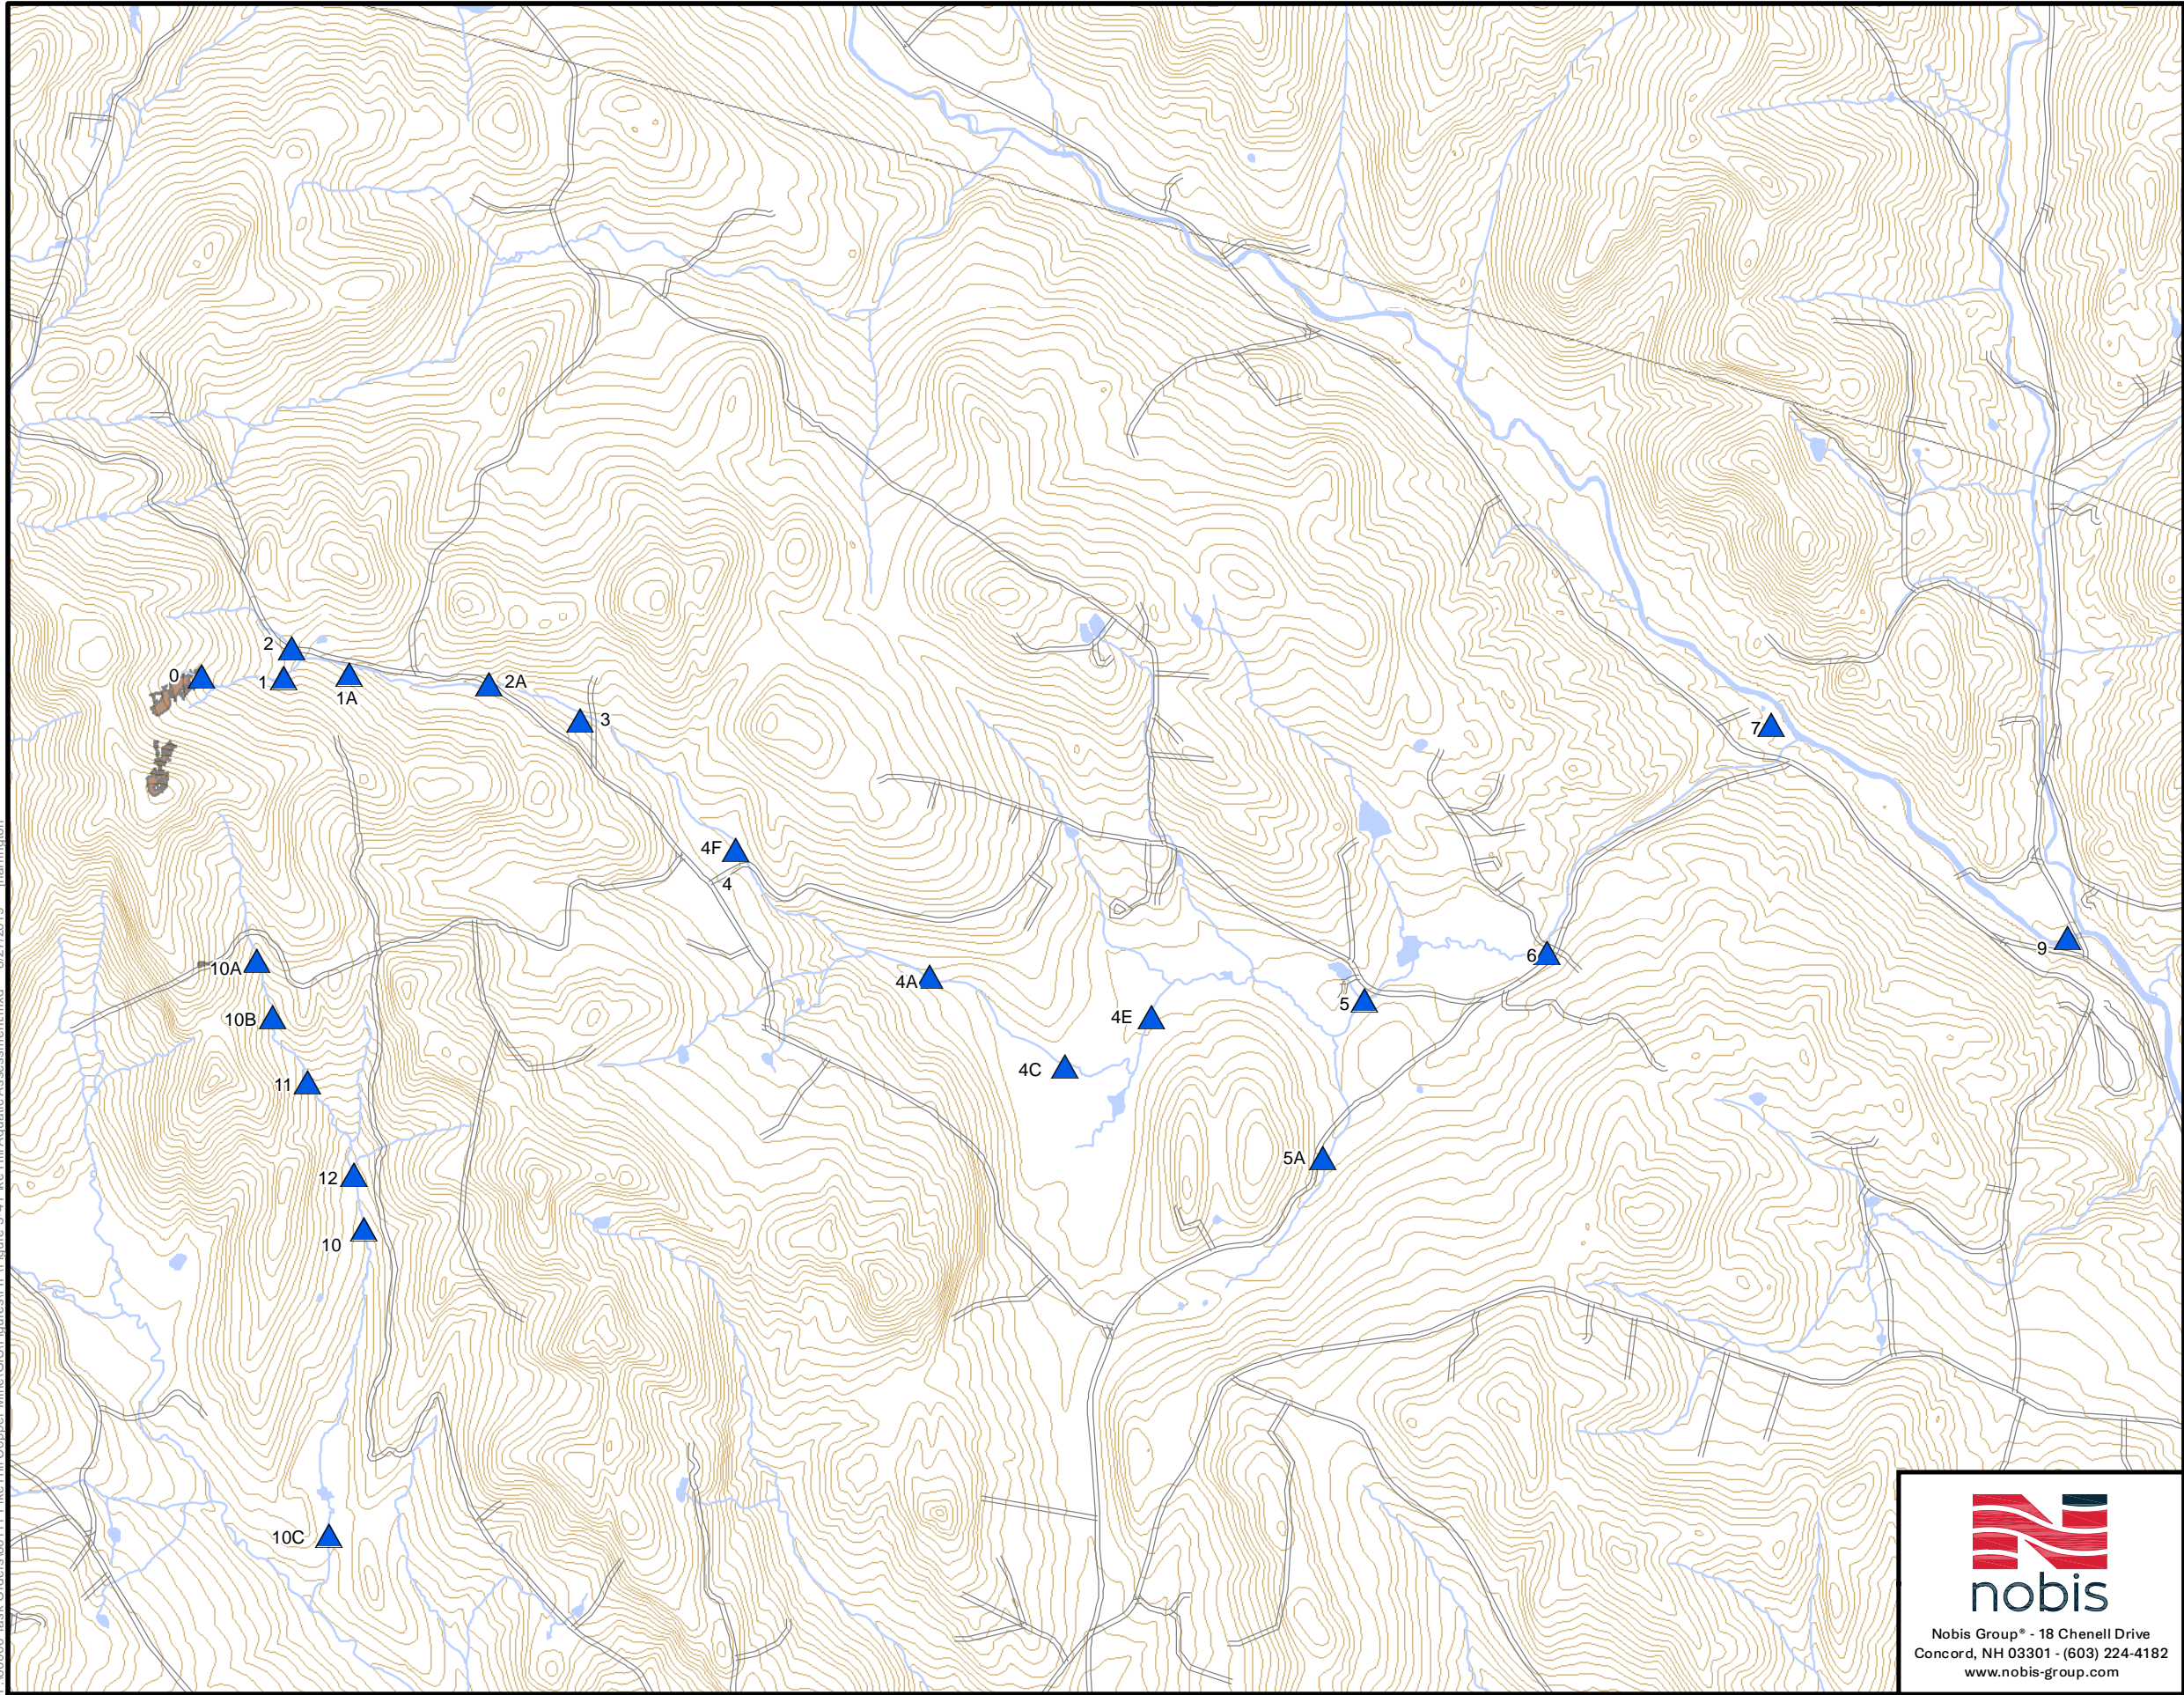 2
0
1
1A
2A
3
7
4F
4
9
6
10A
4A
5
10B
4E
4C
11
5A
12
10
10C
nobis
Nobis Group® - 18 Chenell Drive
Concord, NH 03301 - (603) 224-4182
www.nobis-group.com